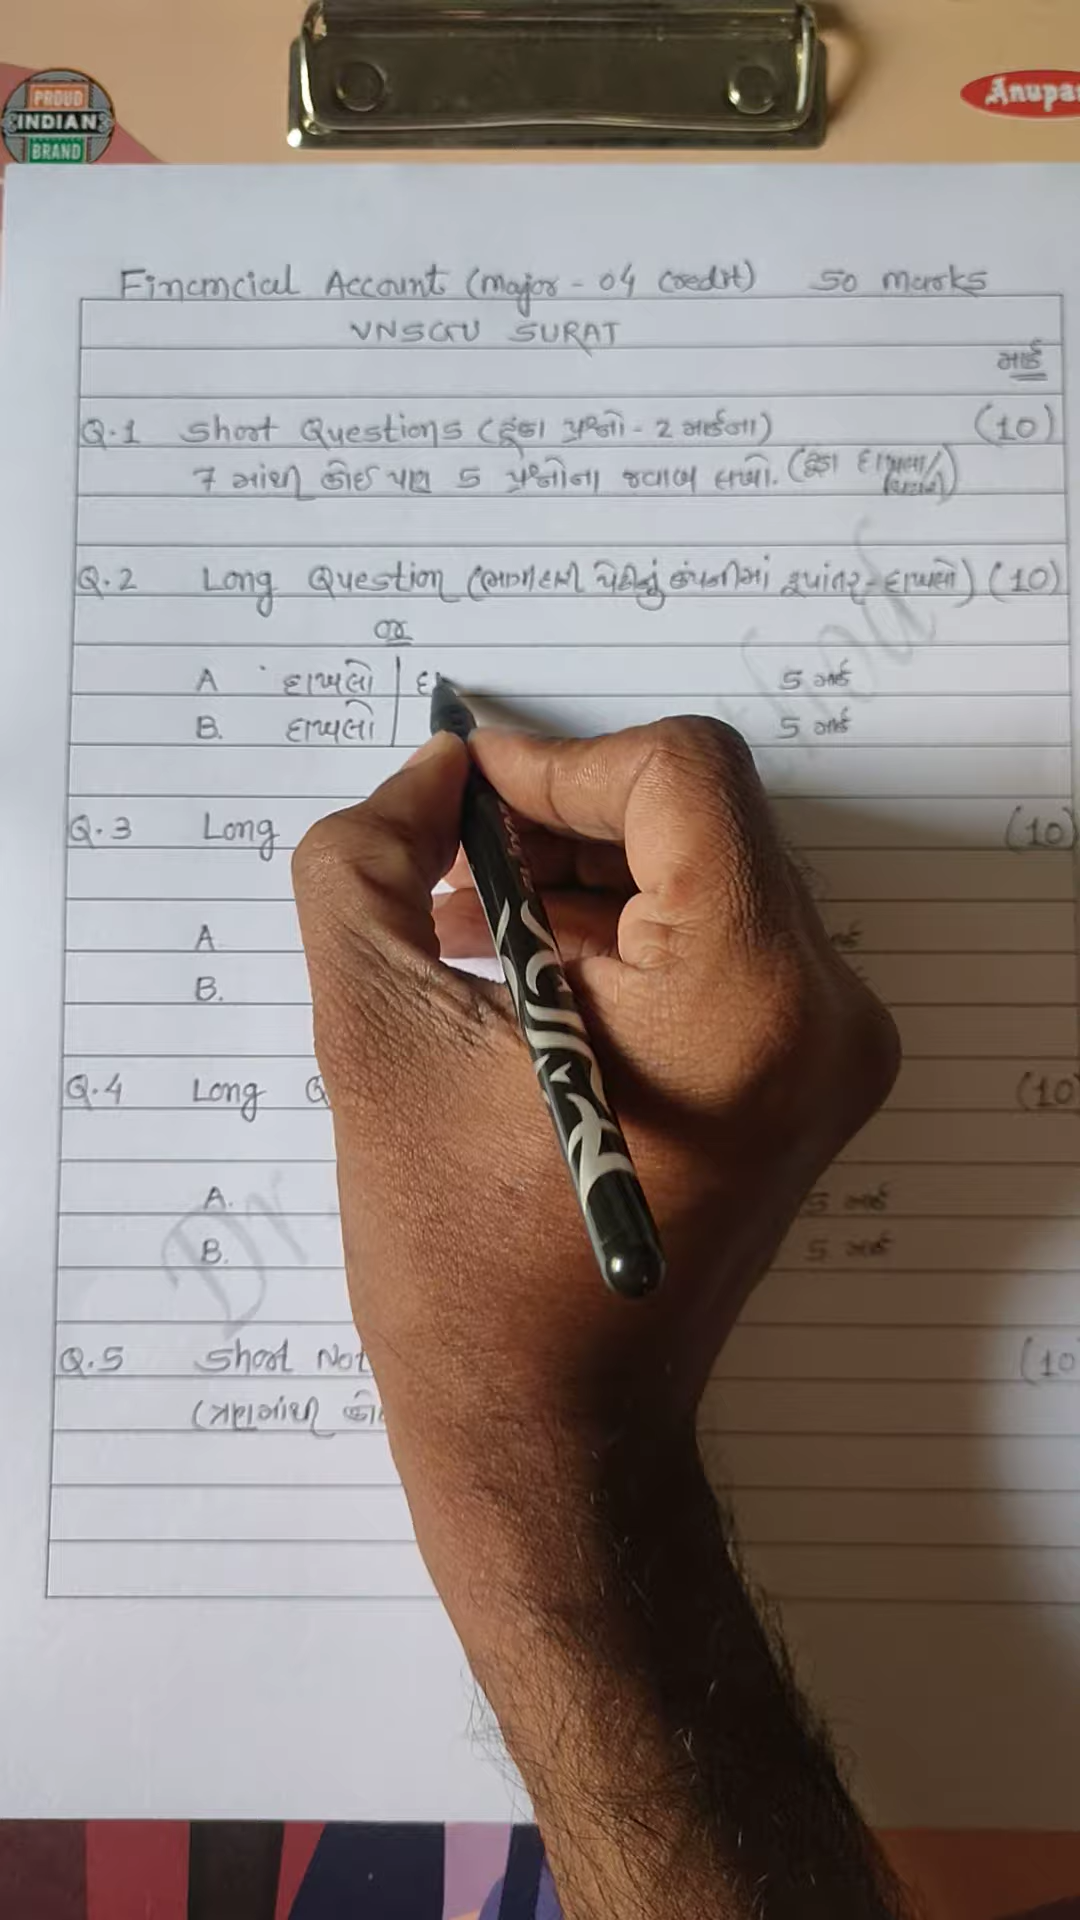 PROUD
INDIAN
BRAND
Anupa
Financial Account (Major - 04 Credit) 50 marks
VNSGU SURAT
માર્ક
Q.1 Short Questions (ટૂંકા પ્રશ્નો - 2 માર્કના) (10)
7 માંથી કોઈ પણ 5 પ્રશ્નોના જવાબ લખો. (ટૂંકા દાખલા/
Q.2 Long Question (ભાગીદારી પેઢીનું કંપનીમાં રૂપાંતર - દાખલો) (10)
OR
A દાખલો દા 5 માર્ક
B. દાખલો 5 માર્ક
Q.3 Long (10)
A
B.
Q.4 Long Q (10)
A. 5 માર્ક
B. 5 માર્ક
Q.5 Short Not (10
(ત્રણમાંથી કો
Dr